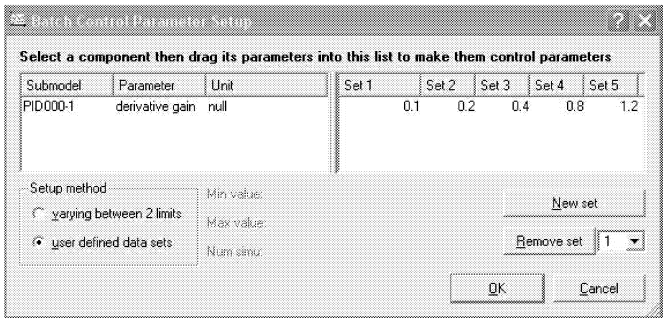 Batch Control Parameter Setup
Select a component then drag its parameters into this list to make them control parameters
Submodel Parameter Unit Set 1 Set 2 Set 3 Set 4 Set 5
PID000-1 derivative gain null 0.1 0.2 0.4 0.8 1.2
Setup method
varying between 2 limits
user defined data sets
Min value:
Max value:
Num simu:
New set
Remove set 1
OK Cancel